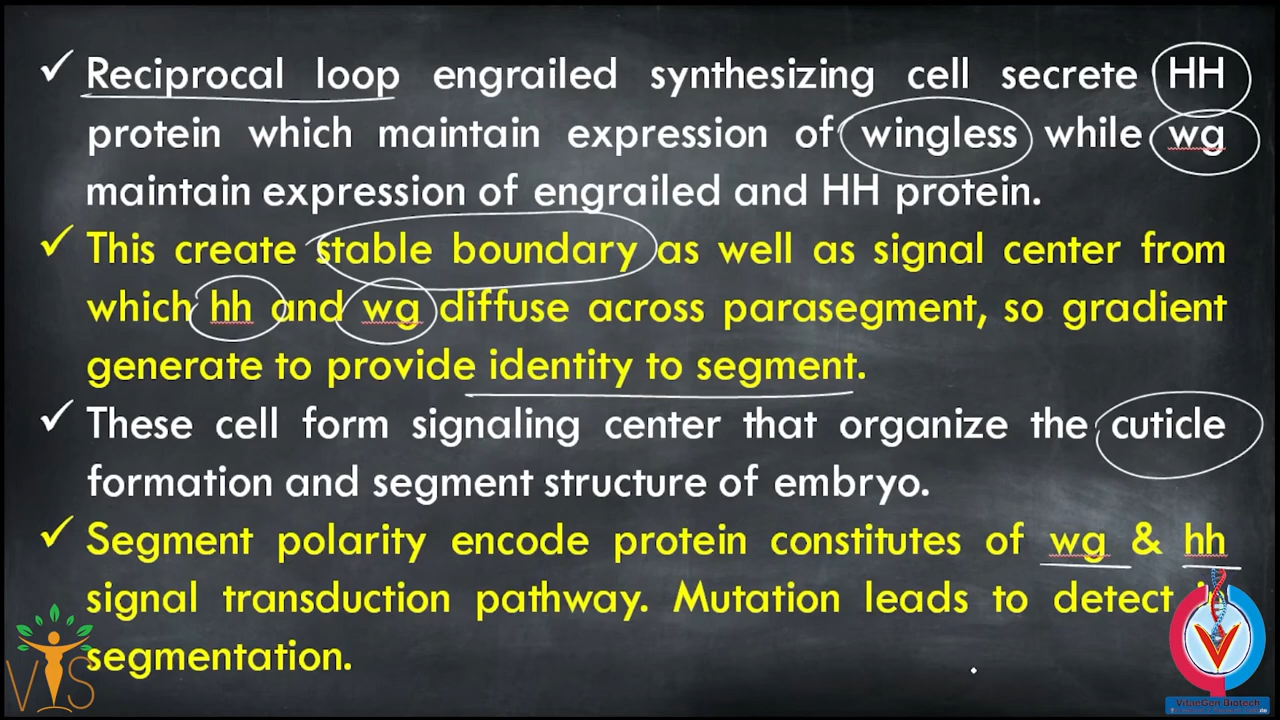 ✓ Reciprocal loop engrailed synthesizing cell secrete HH
protein which maintain expression of wingless while wg
maintain expression of engrailed and HH protein.
✓ This create stable boundary as well as signal center from
which hh and wg diffuse across parasegment, so gradient
generate to provide identity to segment.
✓ These cell form signaling center that organize the cuticle
formation and segment structure of embryo.
✓ Segment polarity encode protein constitutes of wg & hh
signal transduction pathway. Mutation leads to detect
segmentation.
VIS
V
VitaeGen Biotech